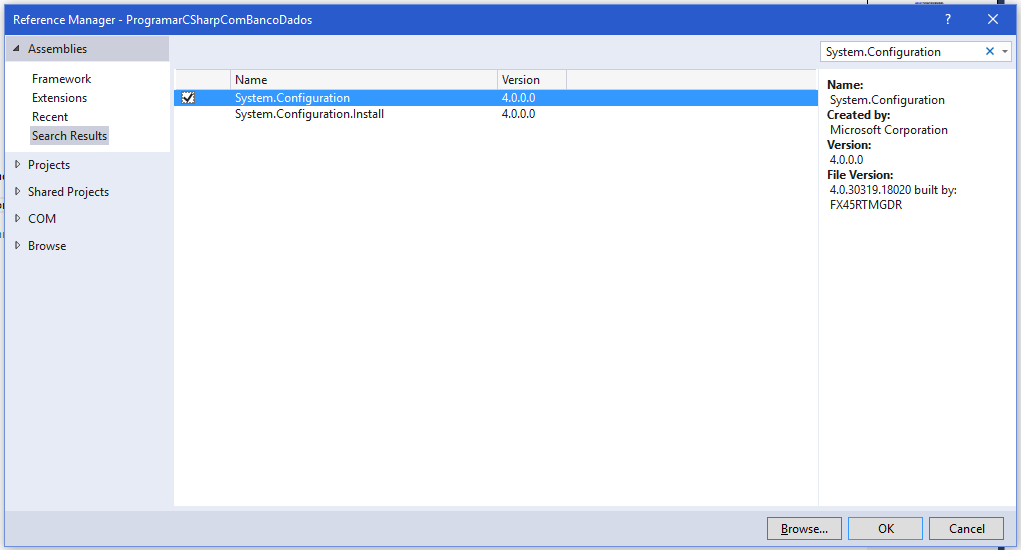 Reference Manager - ProgramarCSharpComBancoDados
?
Assemblies
System.Configuration
Framework
Extensions
Recent
Search Results
Projects
Shared Projects
COM
Browse
Name Version
System.Configuration 4.0.0.0
System.Configuration.Install 4.0.0.0
Name:
System.Configuration
Created by:
Microsoft Corporation
Version:
4.0.0.0
File Version:
4.0.30319.18020 built by:
FX45RTMGDR
Browse... OK Cancel